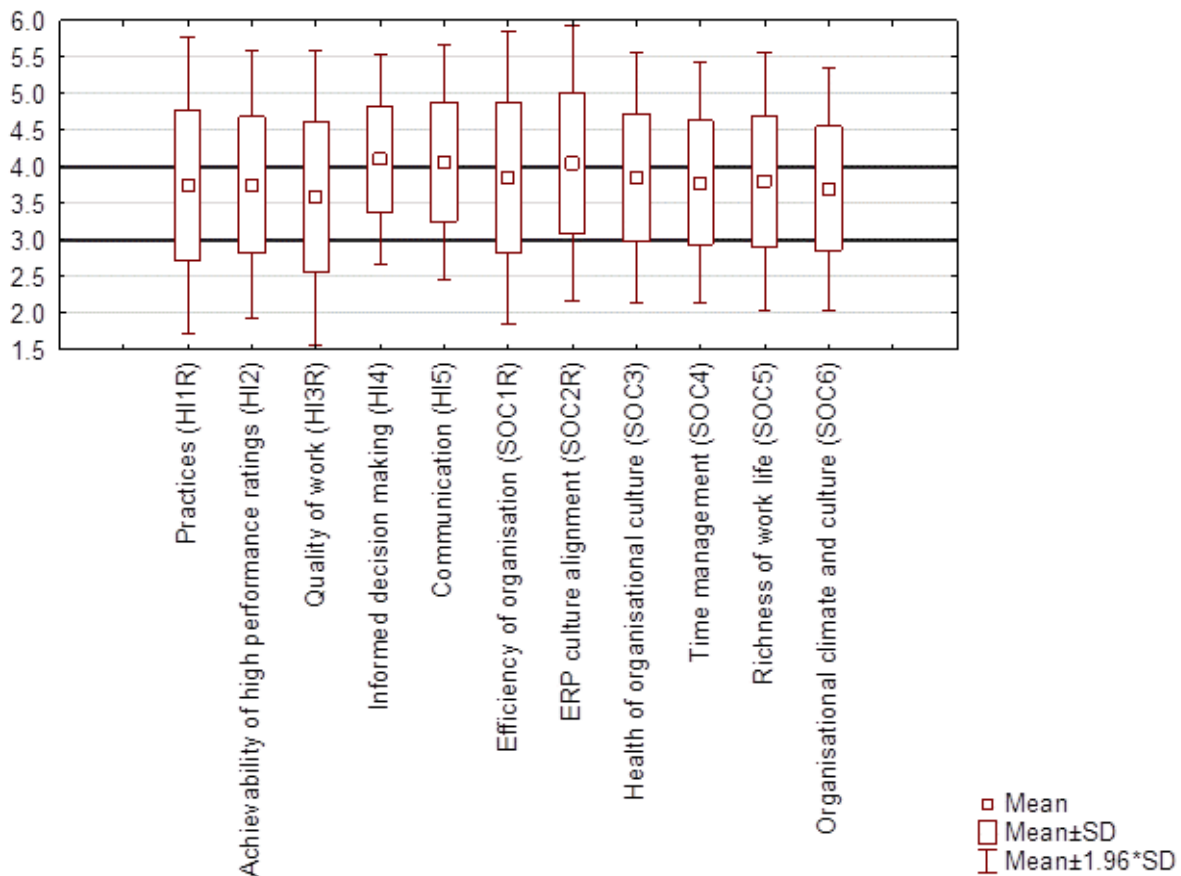 6.0
5.5
5.0
4.5
4.0
3.5
3.0
2.5
2.0
1.5
Practices (HI1R)
Achievability of high performance ratings (HI2)
Quality of work (HI3R)
Informed decision making (HI4)
Communication (HI5)
Efficiency of organisation (SOC1R)
ERP culture alignment (SOC2R)
Health of organisational culture (SOC3)
Time management (SOC4)
Richness of work life (SOC5)
Organisational climate and culture (SOC6)
Mean
Mean±SD
Mean±1.96*SD